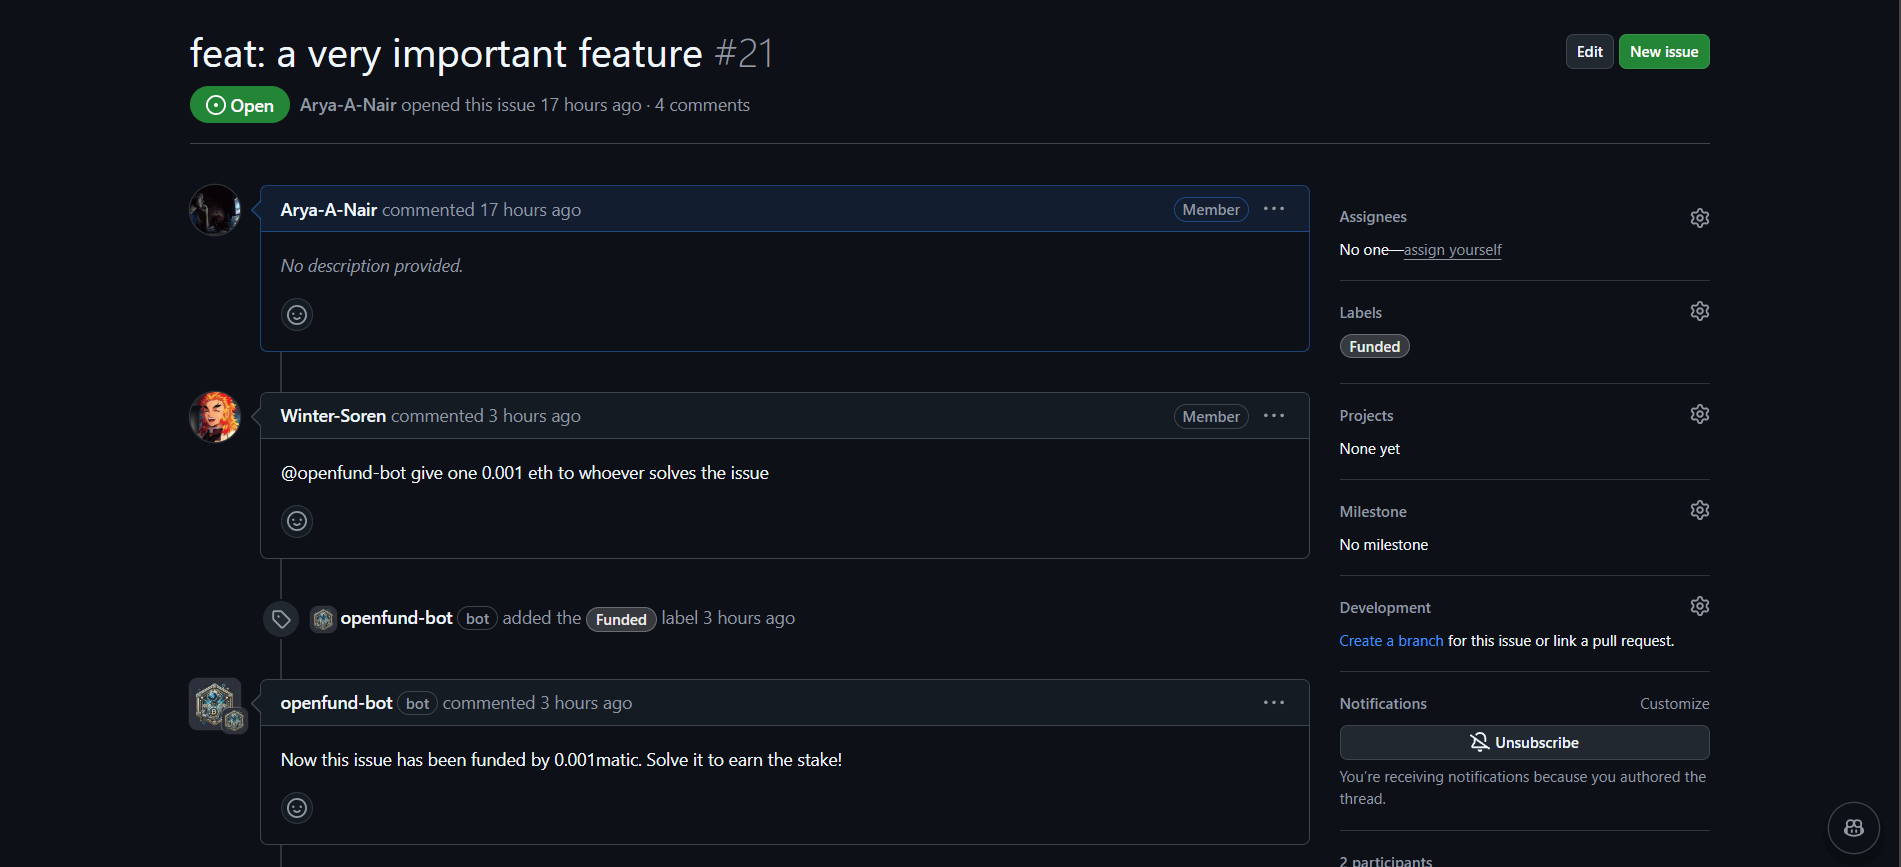 feat: a very important feature #21
Edit
New issue
Open
Arya-A-Nair opened this issue 17 hours ago · 4 comments
Arya-A-Nair commented 17 hours ago
Member
No description provided.
Winter-Soren commented 3 hours ago
Member
@openfund-bot give one 0.001 eth to whoever solves the issue
openfund-bot bot added the Funded label 3 hours ago
openfund-bot bot commented 3 hours ago
Now this issue has been funded by 0.001matic. Solve it to earn the stake!
Assignees
No one—assign yourself
Labels
Funded
Projects
None yet
Milestone
No milestone
Development
Create a branch for this issue or link a pull request.
Notifications
Customize
Unsubscribe
You're receiving notifications because you authored the
thread.
2 participants